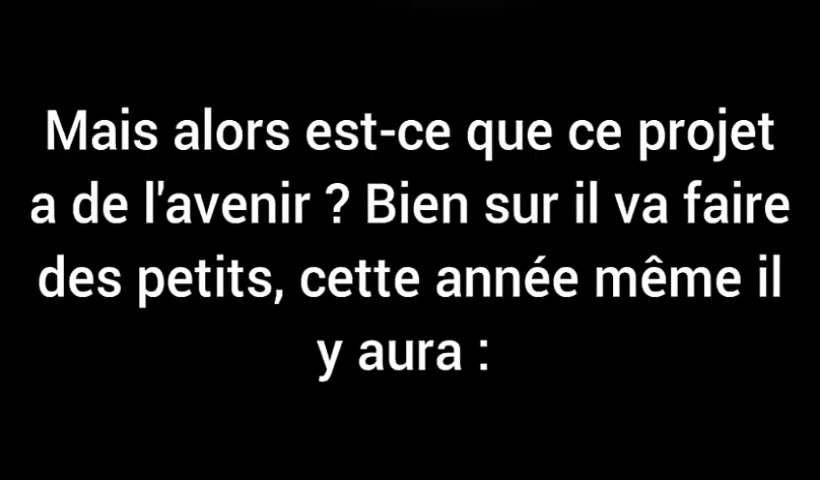 Mais alors est-ce que ce projet
a de l'avenir ? Bien sur il va faire
des petits, cette année même il
y aura :